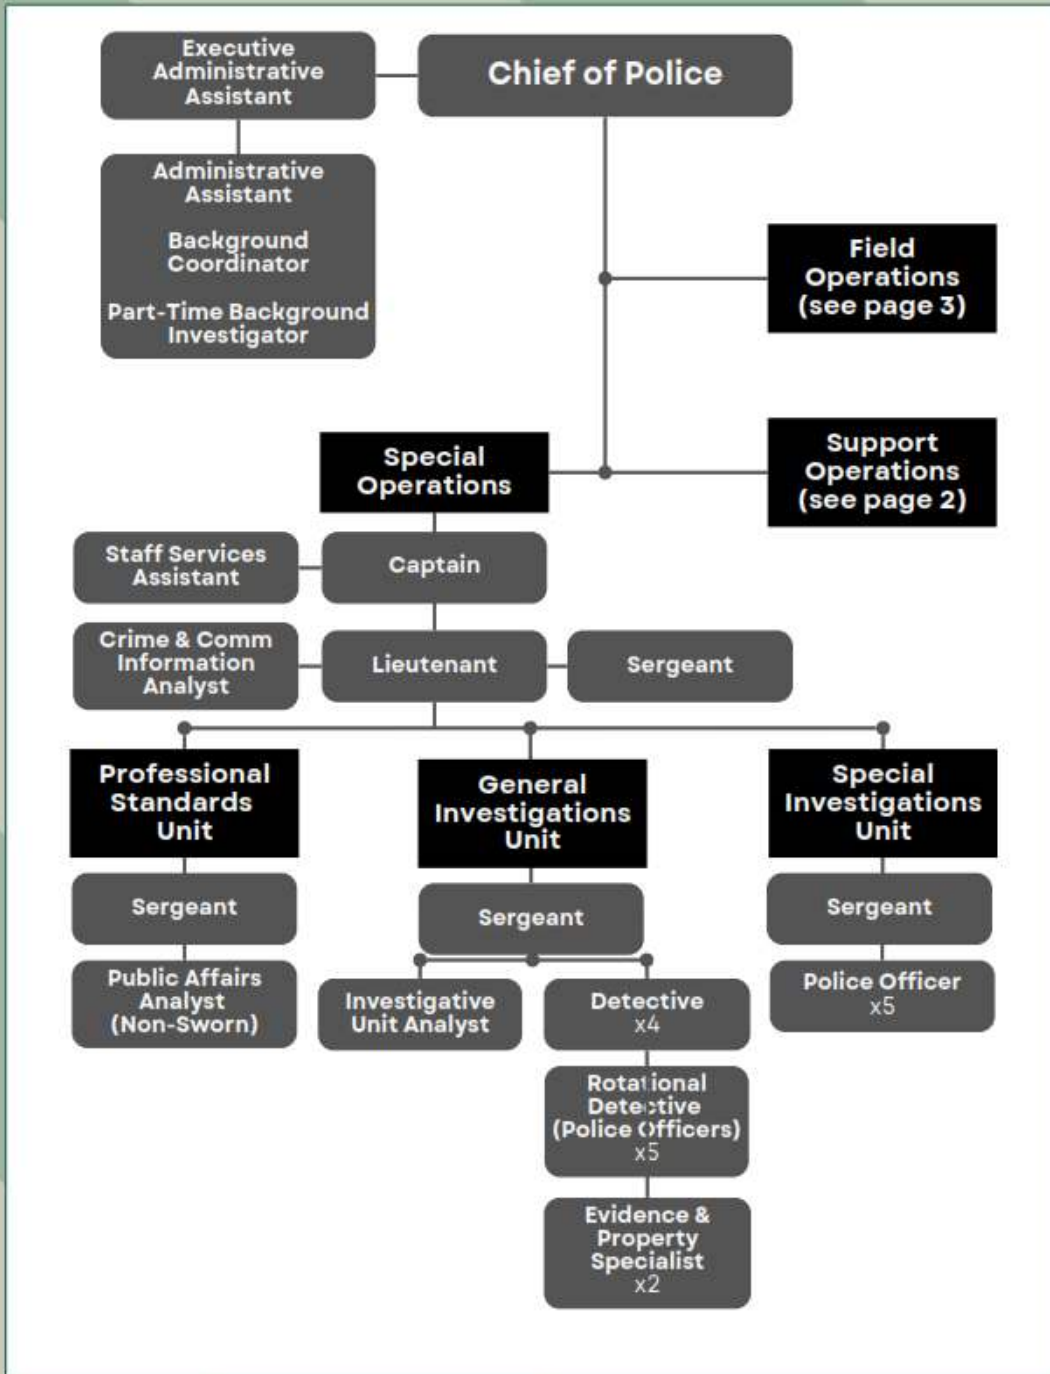 Executive
Administrative
Assistant
Chief of Police
Administrative
Assistant
Background
Coordinator
Part-Time Background
Investigator
Field
Operations
(see page 3)
Support
Operations
(see page 2)
Special
Operations
Staff Services
Assistant
Captain
Crime & Comm
Information
Analyst
Lieutenant
Sergeant
Professional
Standards
Unit
General
Investigations
Unit
Special
Investigations
Unit
Sergeant
Sergeant
Sergeant
Public Affairs
Analyst
(Non-Sworn)
Investigative
Unit Analyst
Detective
x4
Police Officer
x5
Rotational
Detective
(Police Officers)
x5
Evidence &
Property
Specialist
x2